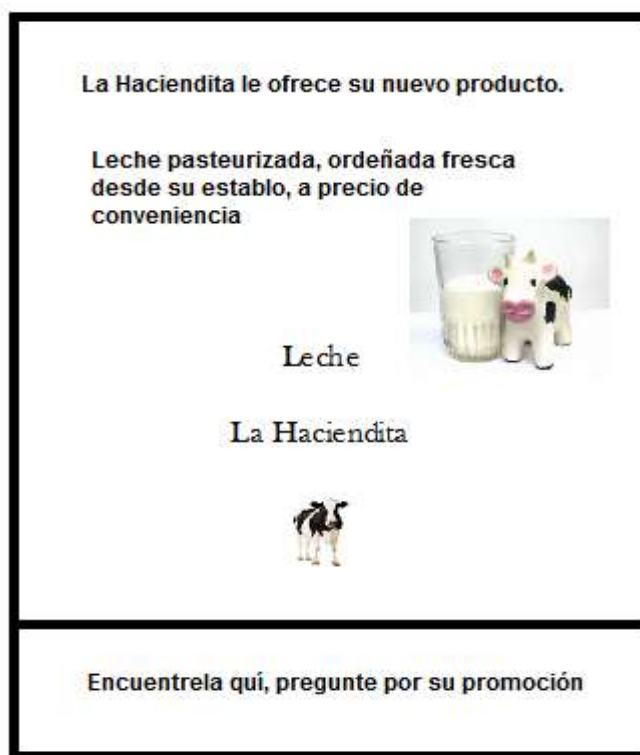 La Haciendita le ofrece su nuevo producto.
Leche pasteurizada, ordeñada fresca
desde su establo, a precio de
conveniencia
Leche
La Haciendita
Encuentrela quí, pregunte por su promoción